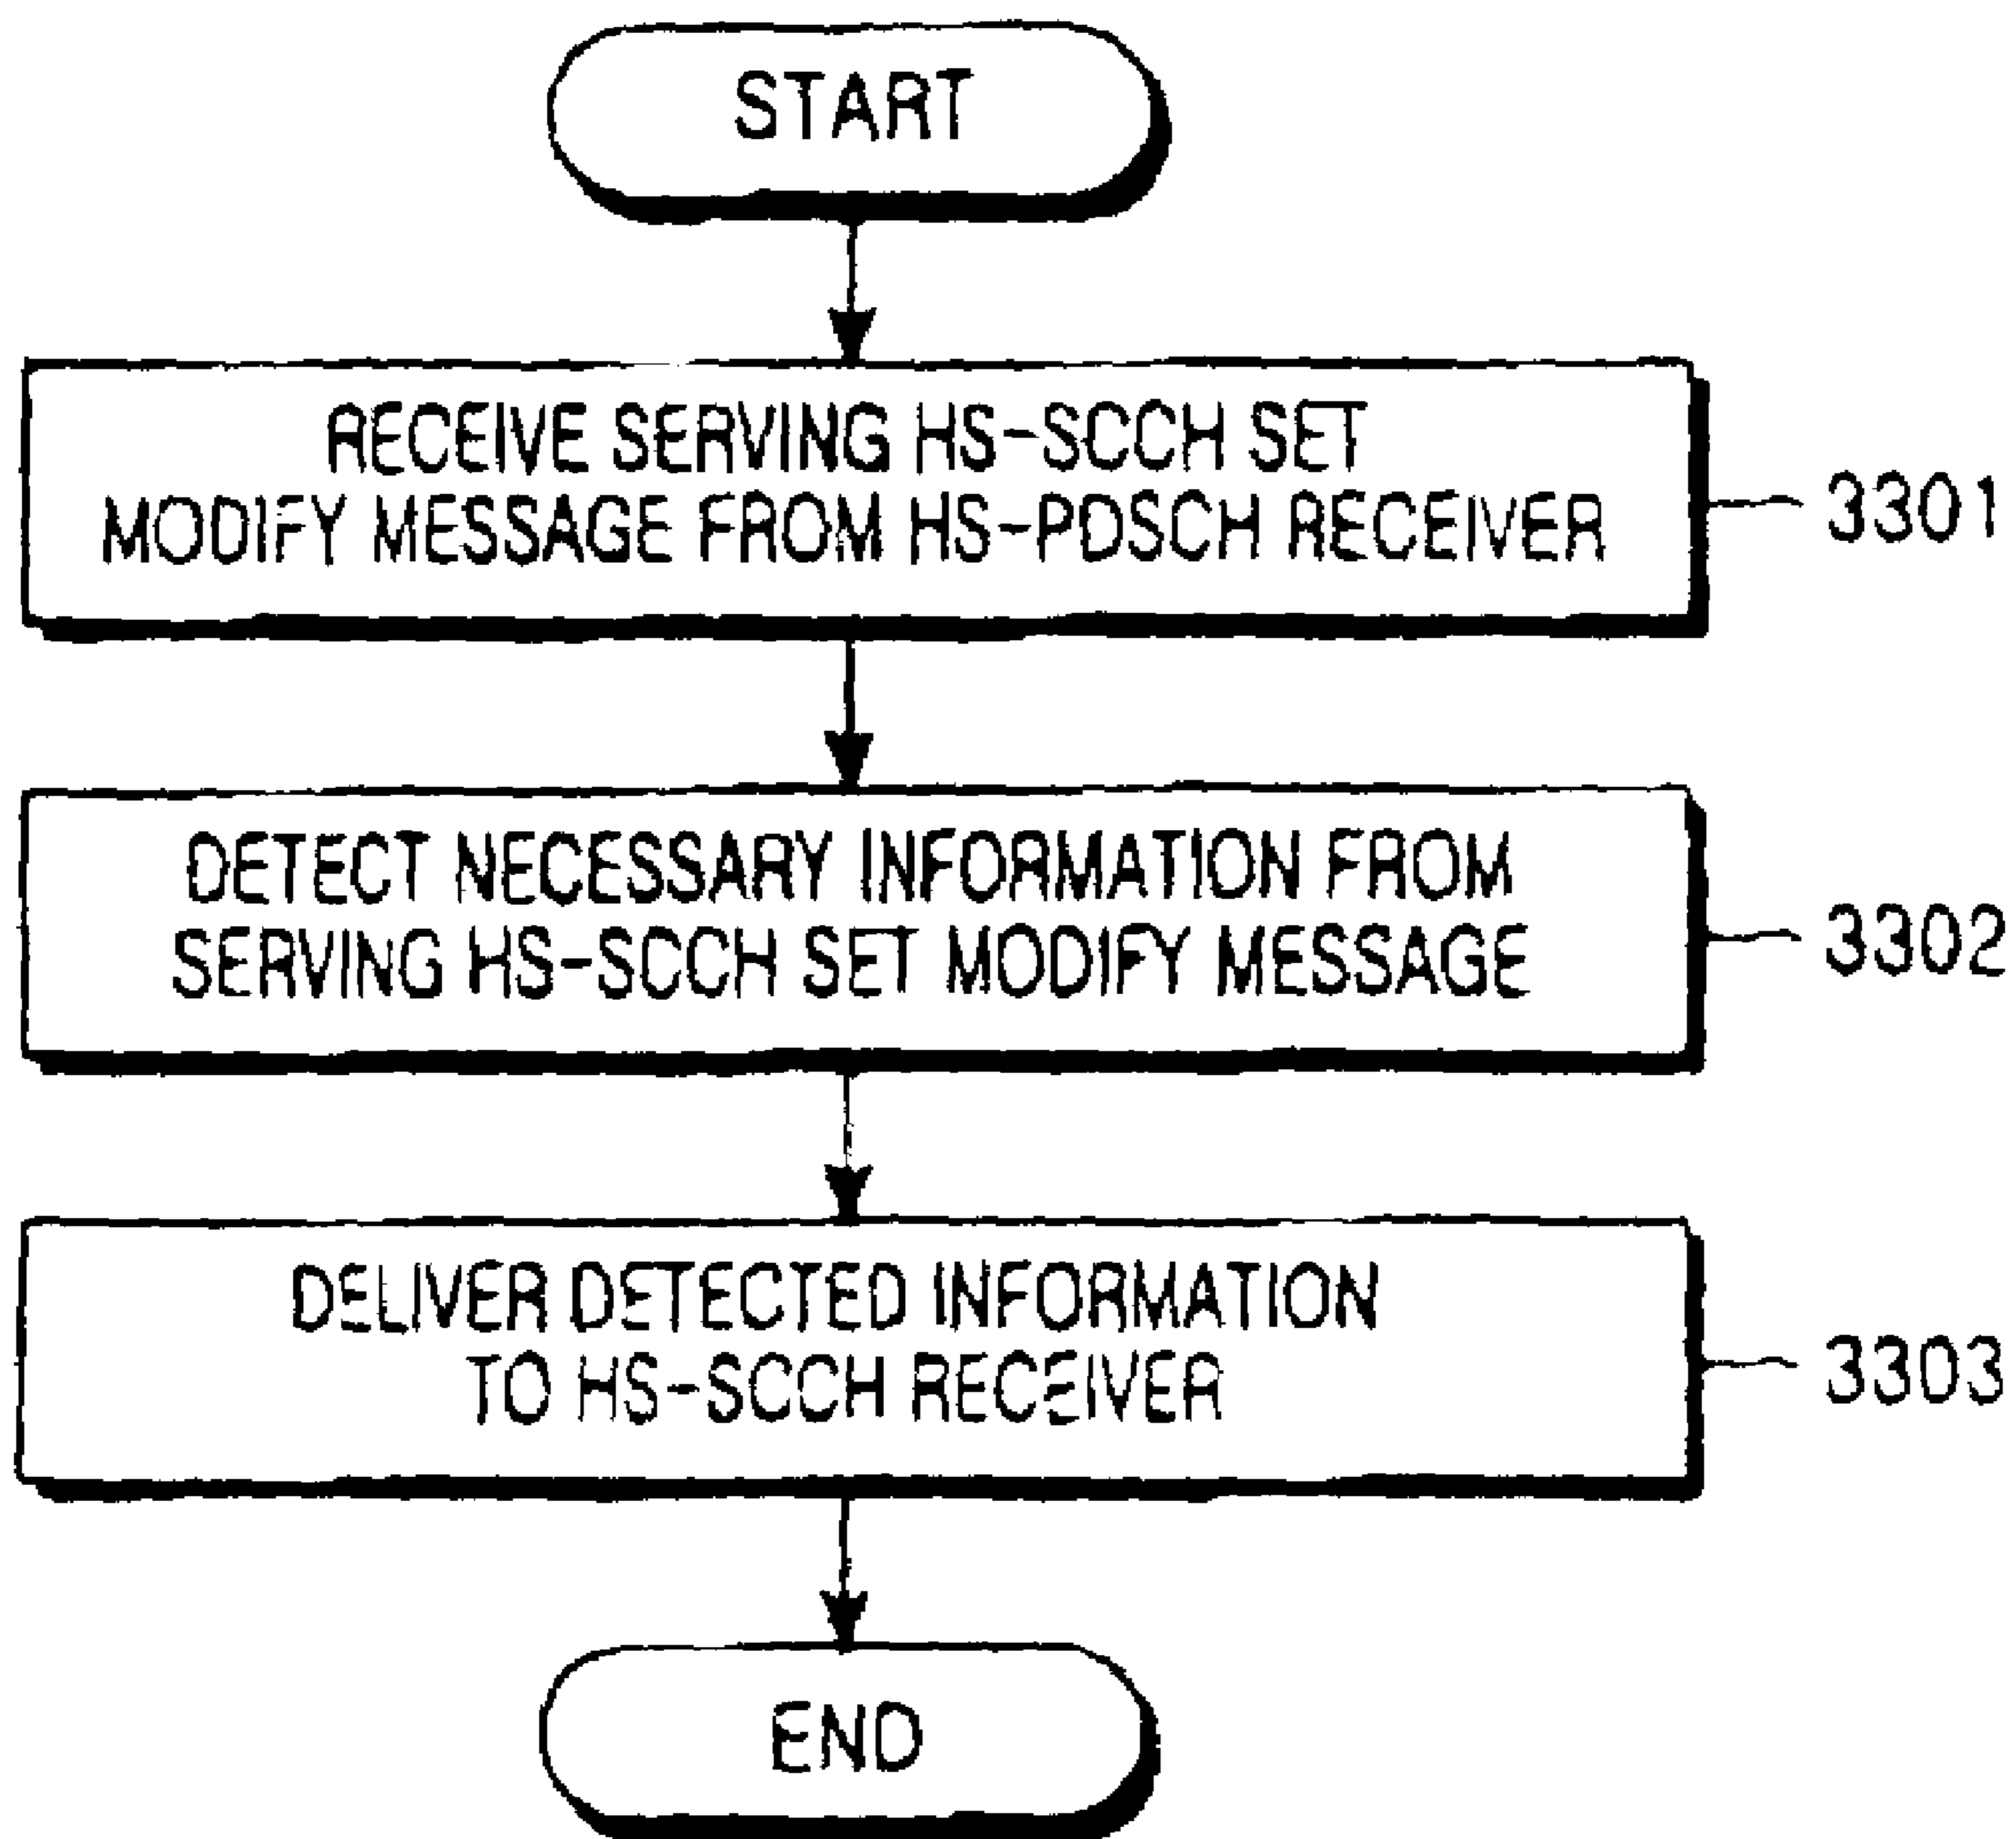 START
RECEIVE SERVING HS-SCCH SET
MODIFY MESSAGE FROM HS-PDSCH RECEIVER
3301
DETECT NECESSARY INFORMATION FROM
SERVING HS-SCCH SET MODIFY MESSAGE
3302
DELIVER DETECTED INFORMATION
TO HS-SCCH RECEIVER
3303
END